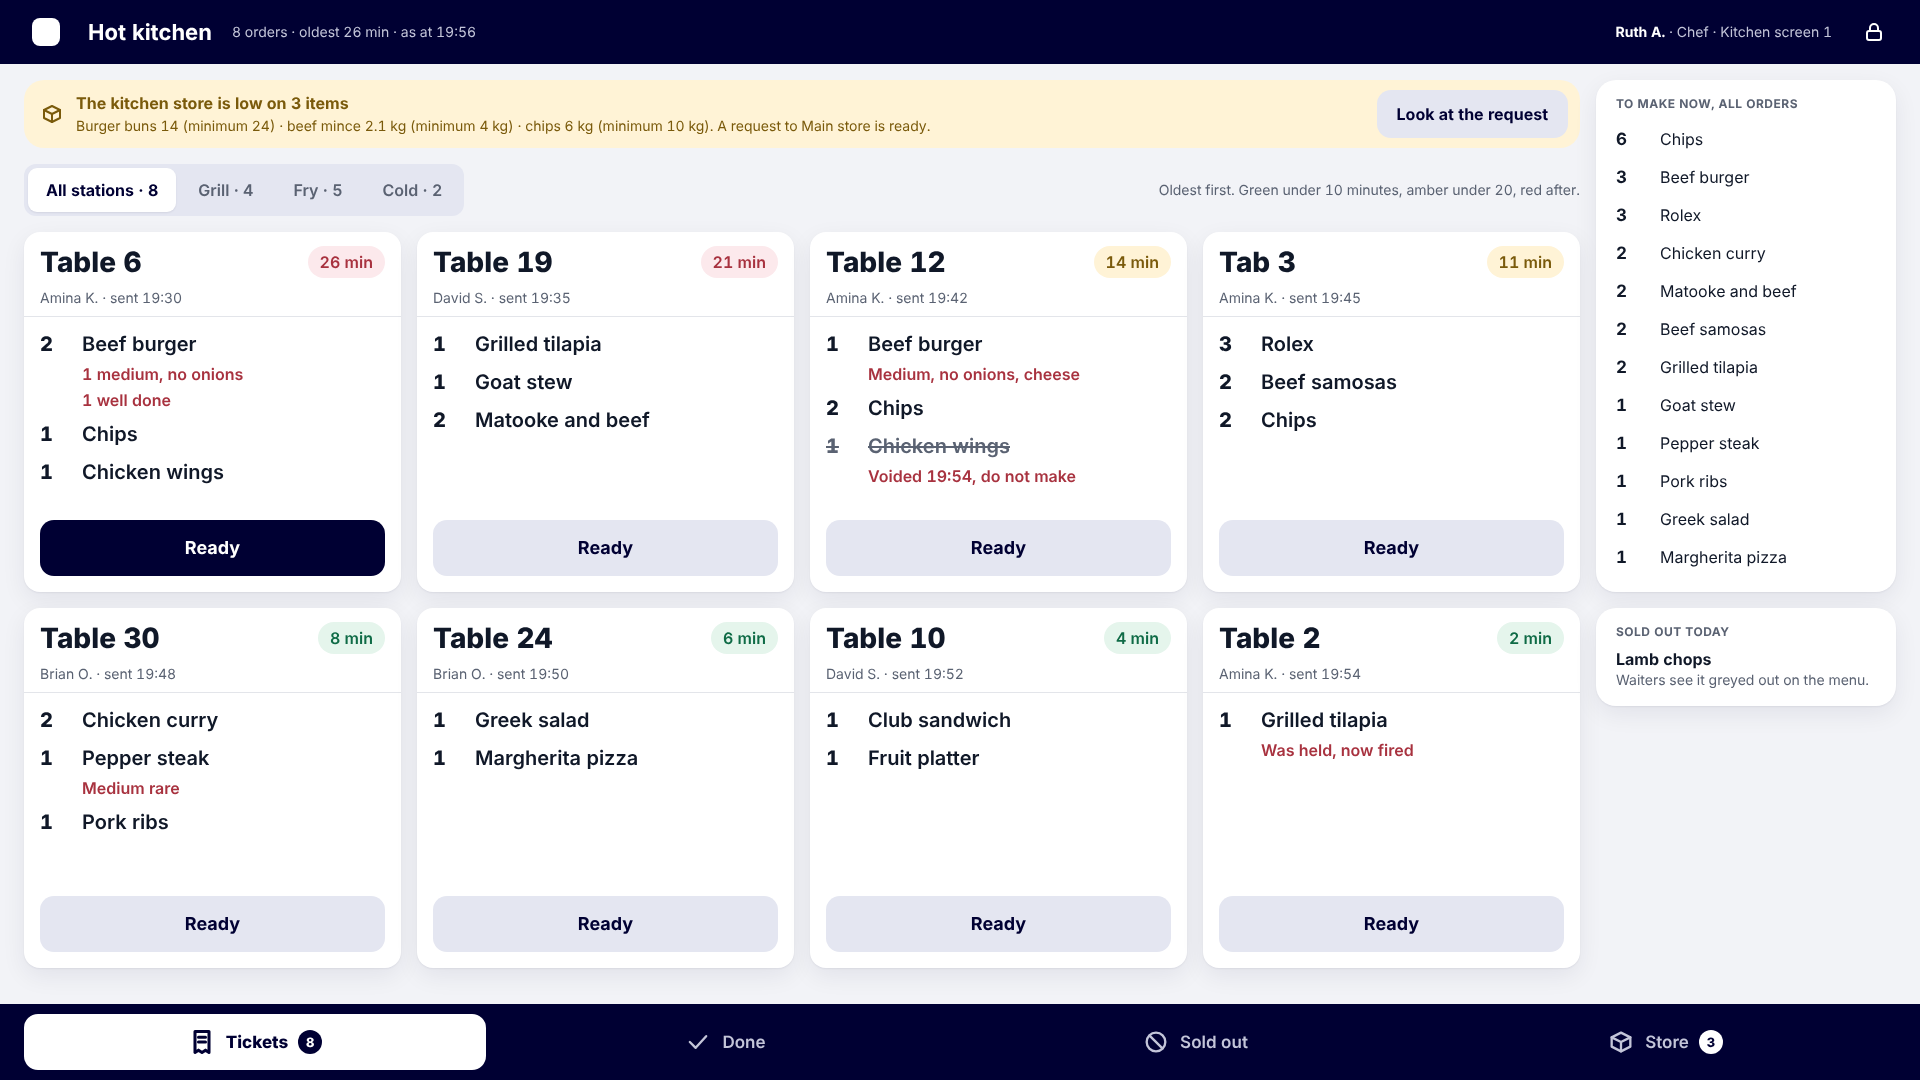 Hot kitchen
8 orders · oldest 26 min · as at 19:56
Ruth A. · Chef · Kitchen screen 1
The kitchen store is low on 3 items
Burger buns 14 (minimum 24) · beef mince 2.1 kg (minimum 4 kg) · chips 6 kg (minimum 10 kg). A request to Main store is ready.
Look at the request
All stations · 8
Grill · 4
Fry · 5
Cold · 2
Oldest first. Green under 10 minutes, amber under 20, red after.
Table 6
26 min
Amina K. · sent 19:30
2 Beef burger
1 medium, no onions
1 well done
1 Chips
1 Chicken wings
Ready
Table 19
21 min
David S. · sent 19:35
1 Grilled tilapia
1 Goat stew
2 Matooke and beef
Ready
Table 12
14 min
Amina K. · sent 19:42
1 Beef burger
Medium, no onions, cheese
2 Chips
1 Chicken wings
Voided 19:54, do not make
Ready
Tab 3
11 min
Amina K. · sent 19:45
3 Rolex
2 Beef samosas
2 Chips
Ready
Table 30
8 min
Brian O. · sent 19:48
2 Chicken curry
1 Pepper steak
Medium rare
1 Pork ribs
Ready
Table 24
6 min
Brian O. · sent 19:50
1 Greek salad
1 Margherita pizza
Ready
Table 10
4 min
David S. · sent 19:52
1 Club sandwich
1 Fruit platter
Ready
Table 2
2 min
Amina K. · sent 19:54
1 Grilled tilapia
Was held, now fired
Ready
TO MAKE NOW, ALL ORDERS
6 Chips
3 Beef burger
3 Rolex
2 Chicken curry
2 Matooke and beef
2 Beef samosas
2 Grilled tilapia
1 Goat stew
1 Pepper steak
1 Pork ribs
1 Greek salad
1 Margherita pizza
SOLD OUT TODAY
Lamb chops
Waiters see it greyed out on the menu.
Tickets 8
Done
Sold out
Store 3